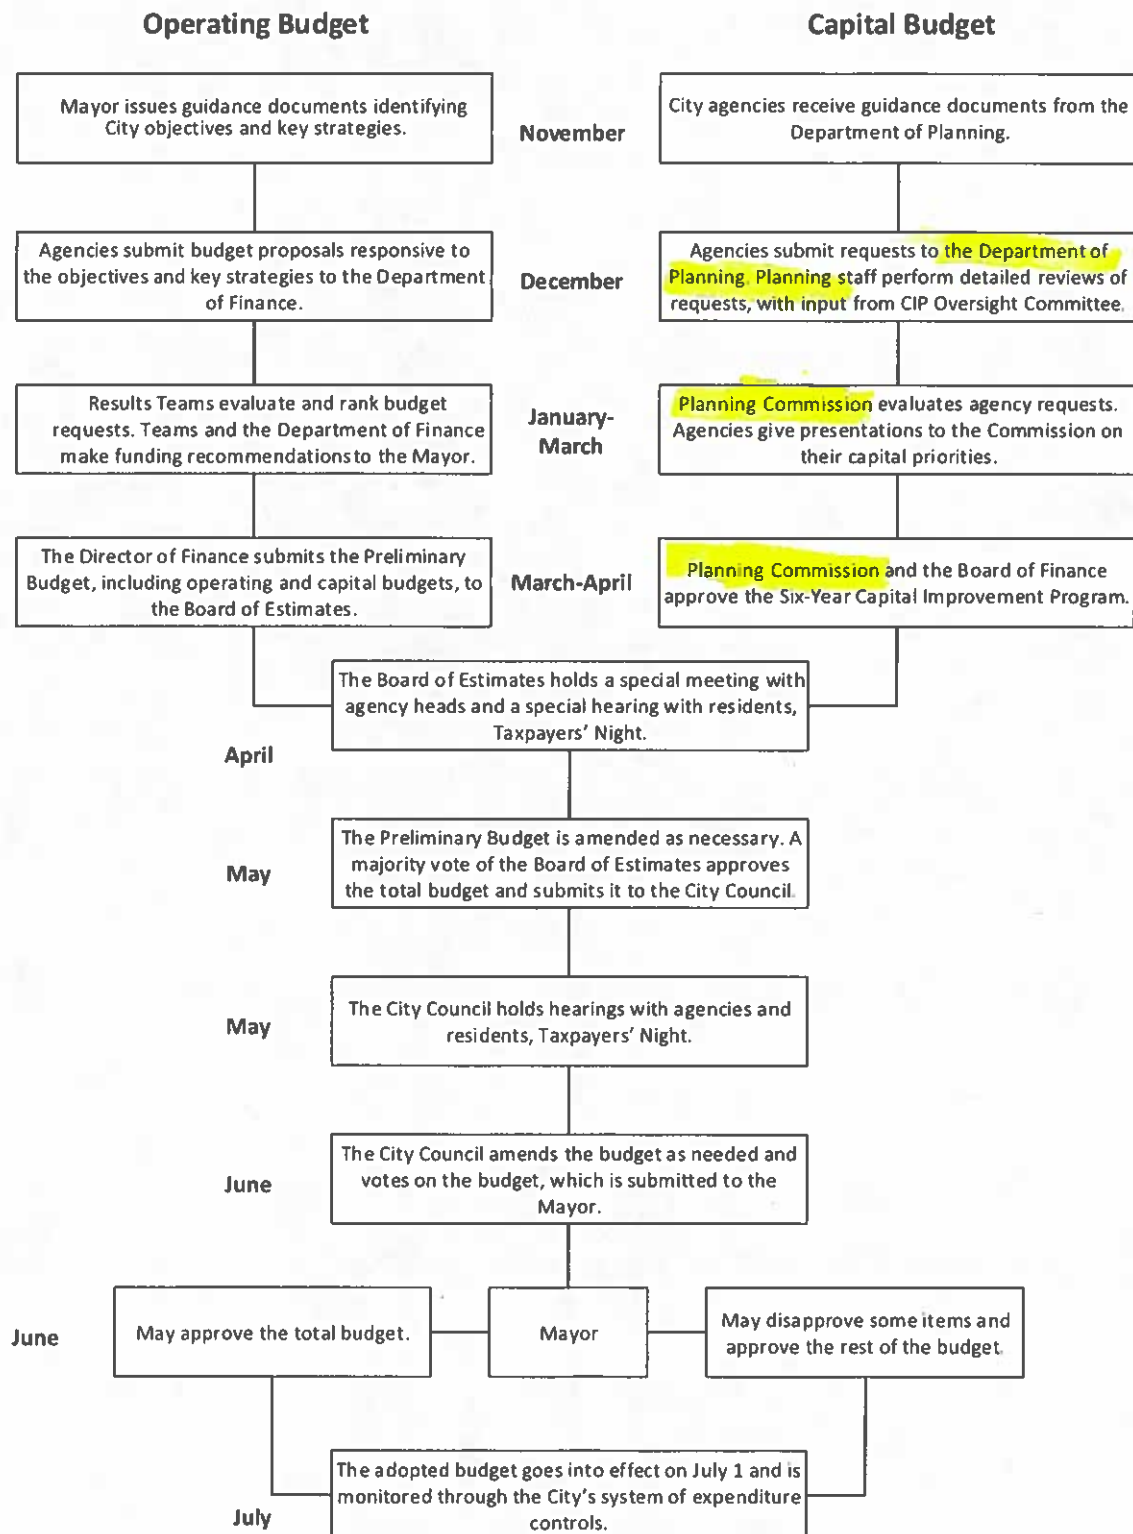 Operating Budget
Capital Budget
Mayor issues guidance documents identifying
City objectives and key strategies.
November
City agencies receive guidance documents from the
Department of Planning.
Agencies submit budget proposals responsive to
the objectives and key strategies to the Department
of Finance.
December
Agencies submit requests to the Department of
Planning. Planning staff perform detailed reviews of
requests, with input from CIP Oversight Committee.
Results Teams evaluate and rank budget
requests. Teams and the Department of Finance
make funding recommendations to the Mayor.
January-
March
Planning Commission evaluates agency requests.
Agencies give presentations to the Commission on
their capital priorities.
The Director of Finance submits the Preliminary
Budget, including operating and capital budgets, to
the Board of Estimates.
March-April
Planning Commission and the Board of Finance
approve the Six-Year Capital Improvement Program.
The Board of Estimates holds a special meeting with
agency heads and a special hearing with residents,
Taxpayers' Night.
April
The Preliminary Budget is amended as necessary. A
majority vote of the Board of Estimates approves
the total budget and submits it to the City Council.
May
The City Council holds hearings with agencies and
residents, Taxpayers' Night.
May
The City Council amends the budget as needed and
votes on the budget, which is submitted to the
Mayor.
June
June
May approve the total budget.
Mayor
May disapprove some items and
approve the rest of the budget.
The adopted budget goes into effect on July 1 and is
monitored through the City's system of expenditure
controls.
July